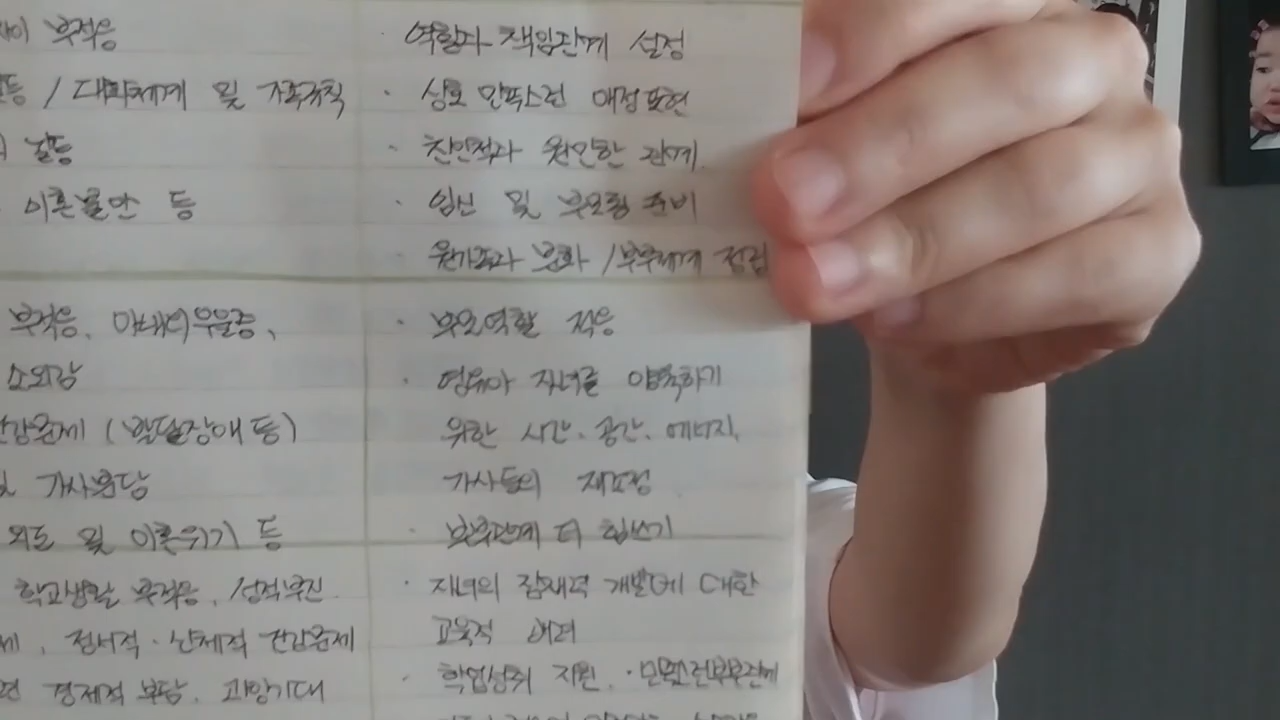 부적응
역할과 책임관계 설정
/ 대화체계 및 가족규칙
· 상호 만족스런 애정표현
갈등
· 친인척과 원만한 관계.
이혼불안 등
· 임신 및 부모됨 준비
원가족과 분화 / 부부체계 정립
부적응, 아내의 우울증,
· 부모역할 적응
소외감
· 영유아 자녀를 양육하기
건강문제 (발달장애 등)
위한 시간, 공간, 에너지,
가사분담
가사등의 재조정
외도 및 이혼위기 등
· 부부관계 더 힘쓰기
학교생활 부적응, /성적부진
· 자녀의 잠재력 개발에 대한
, 정서적 · 신체적 건강문제
교육적 배려
경제적 부담, 과잉기대
· 학업성취 지원, · 만족스런부부관계